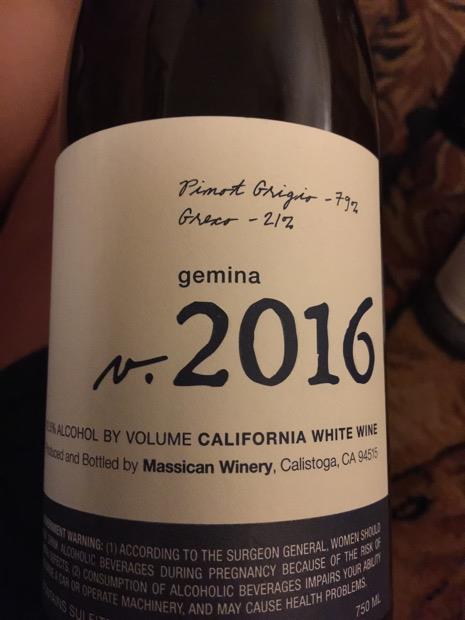 Pinot Grigio - 79%
Greco - 21%
gemina
v. 2016
ALCOHOL BY VOLUME CALIFORNIA WHITE WINE
and Bottled by Massican Winery, Calistoga, CA 94515
WARNING: (1) ACCORDING TO THE SURGEON GENERAL, WOMEN SHOULD
ALCOHOLIC BEVERAGES DURING PREGNANCY BECAUSE OF THE RISK OF
(2) CONSUMPTION OF ALCOHOLIC BEVERAGES IMPAIRS YOUR ABILITY
A CAR OR OPERATE MACHINERY, AND MAY CAUSE HEALTH PROBLEMS.
750 ML